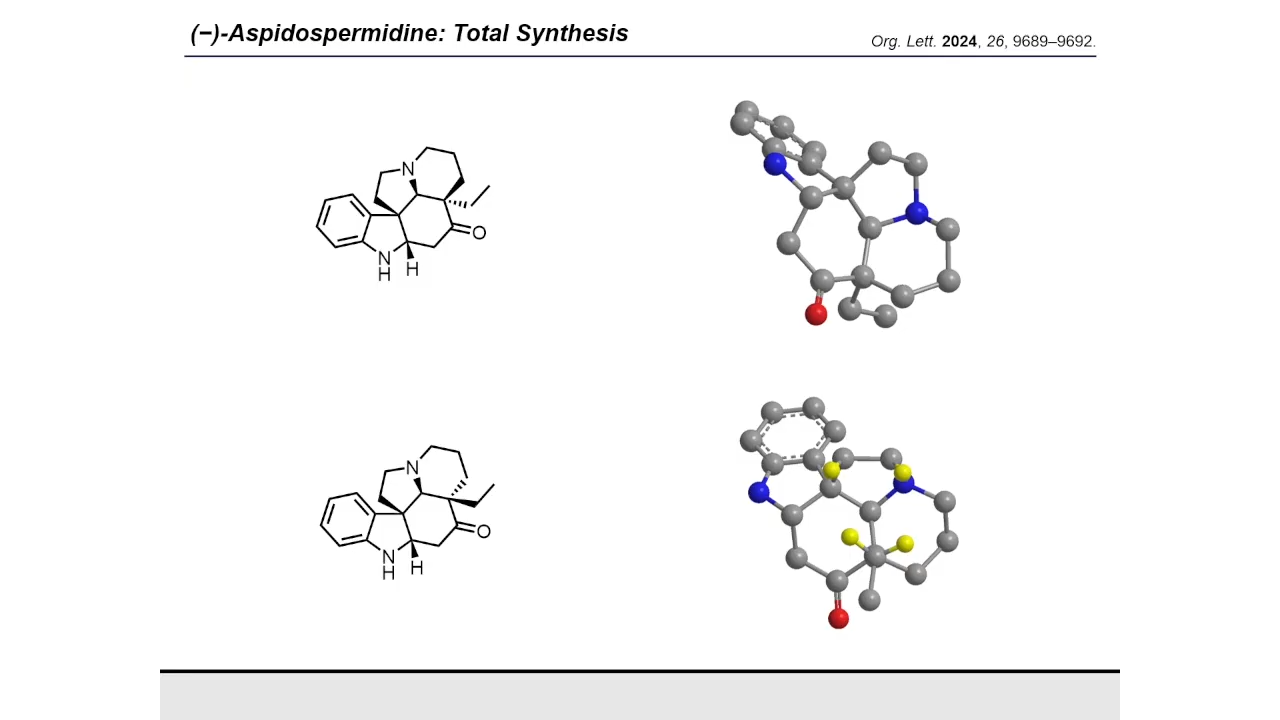 (−)-Aspidospermidine: Total Synthesis
Org. Lett. 2024, 26, 9689–9692.
N
O
N
H
H
N
O
N
H
H